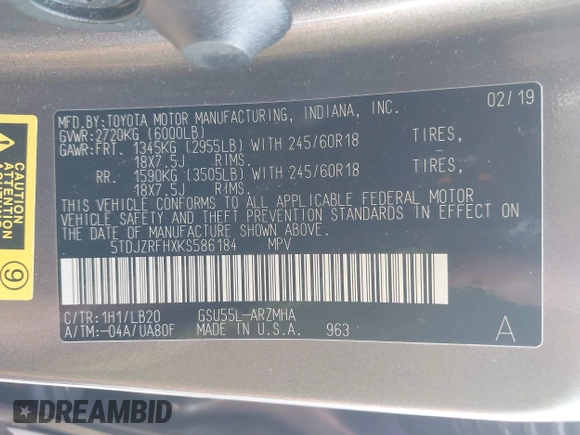 MFD.BY:TOYOTA MOTOR MANUFACTURING, INDIANA, INC. 02/19
GVWR:2720KG (6000LB)
GAWR:FRT. 1345KG (2955LB) WITH 245/60R18 TIRES,
18X7.5J RIMS.
RR. 1590KG (3505LB) WITH 245/60R18 TIRES,
18X7.5J RIMS.
THIS VEHICLE CONFORMS TO ALL APPLICABLE FEDERAL MOTOR
VEHICLE SAFETY AND THEFT PREVENTION STANDARDS IN EFFECT ON
THE DATE OF MANUFACTURE SHOWN ABOVE.
5TDJZRFHXKS586184 MPV
C/TR:1H1/LB20 GSU55L-ARZMHA
A/TM:-04A/UA80F MADE IN U.S.A. 963 A
9
DREAMBID